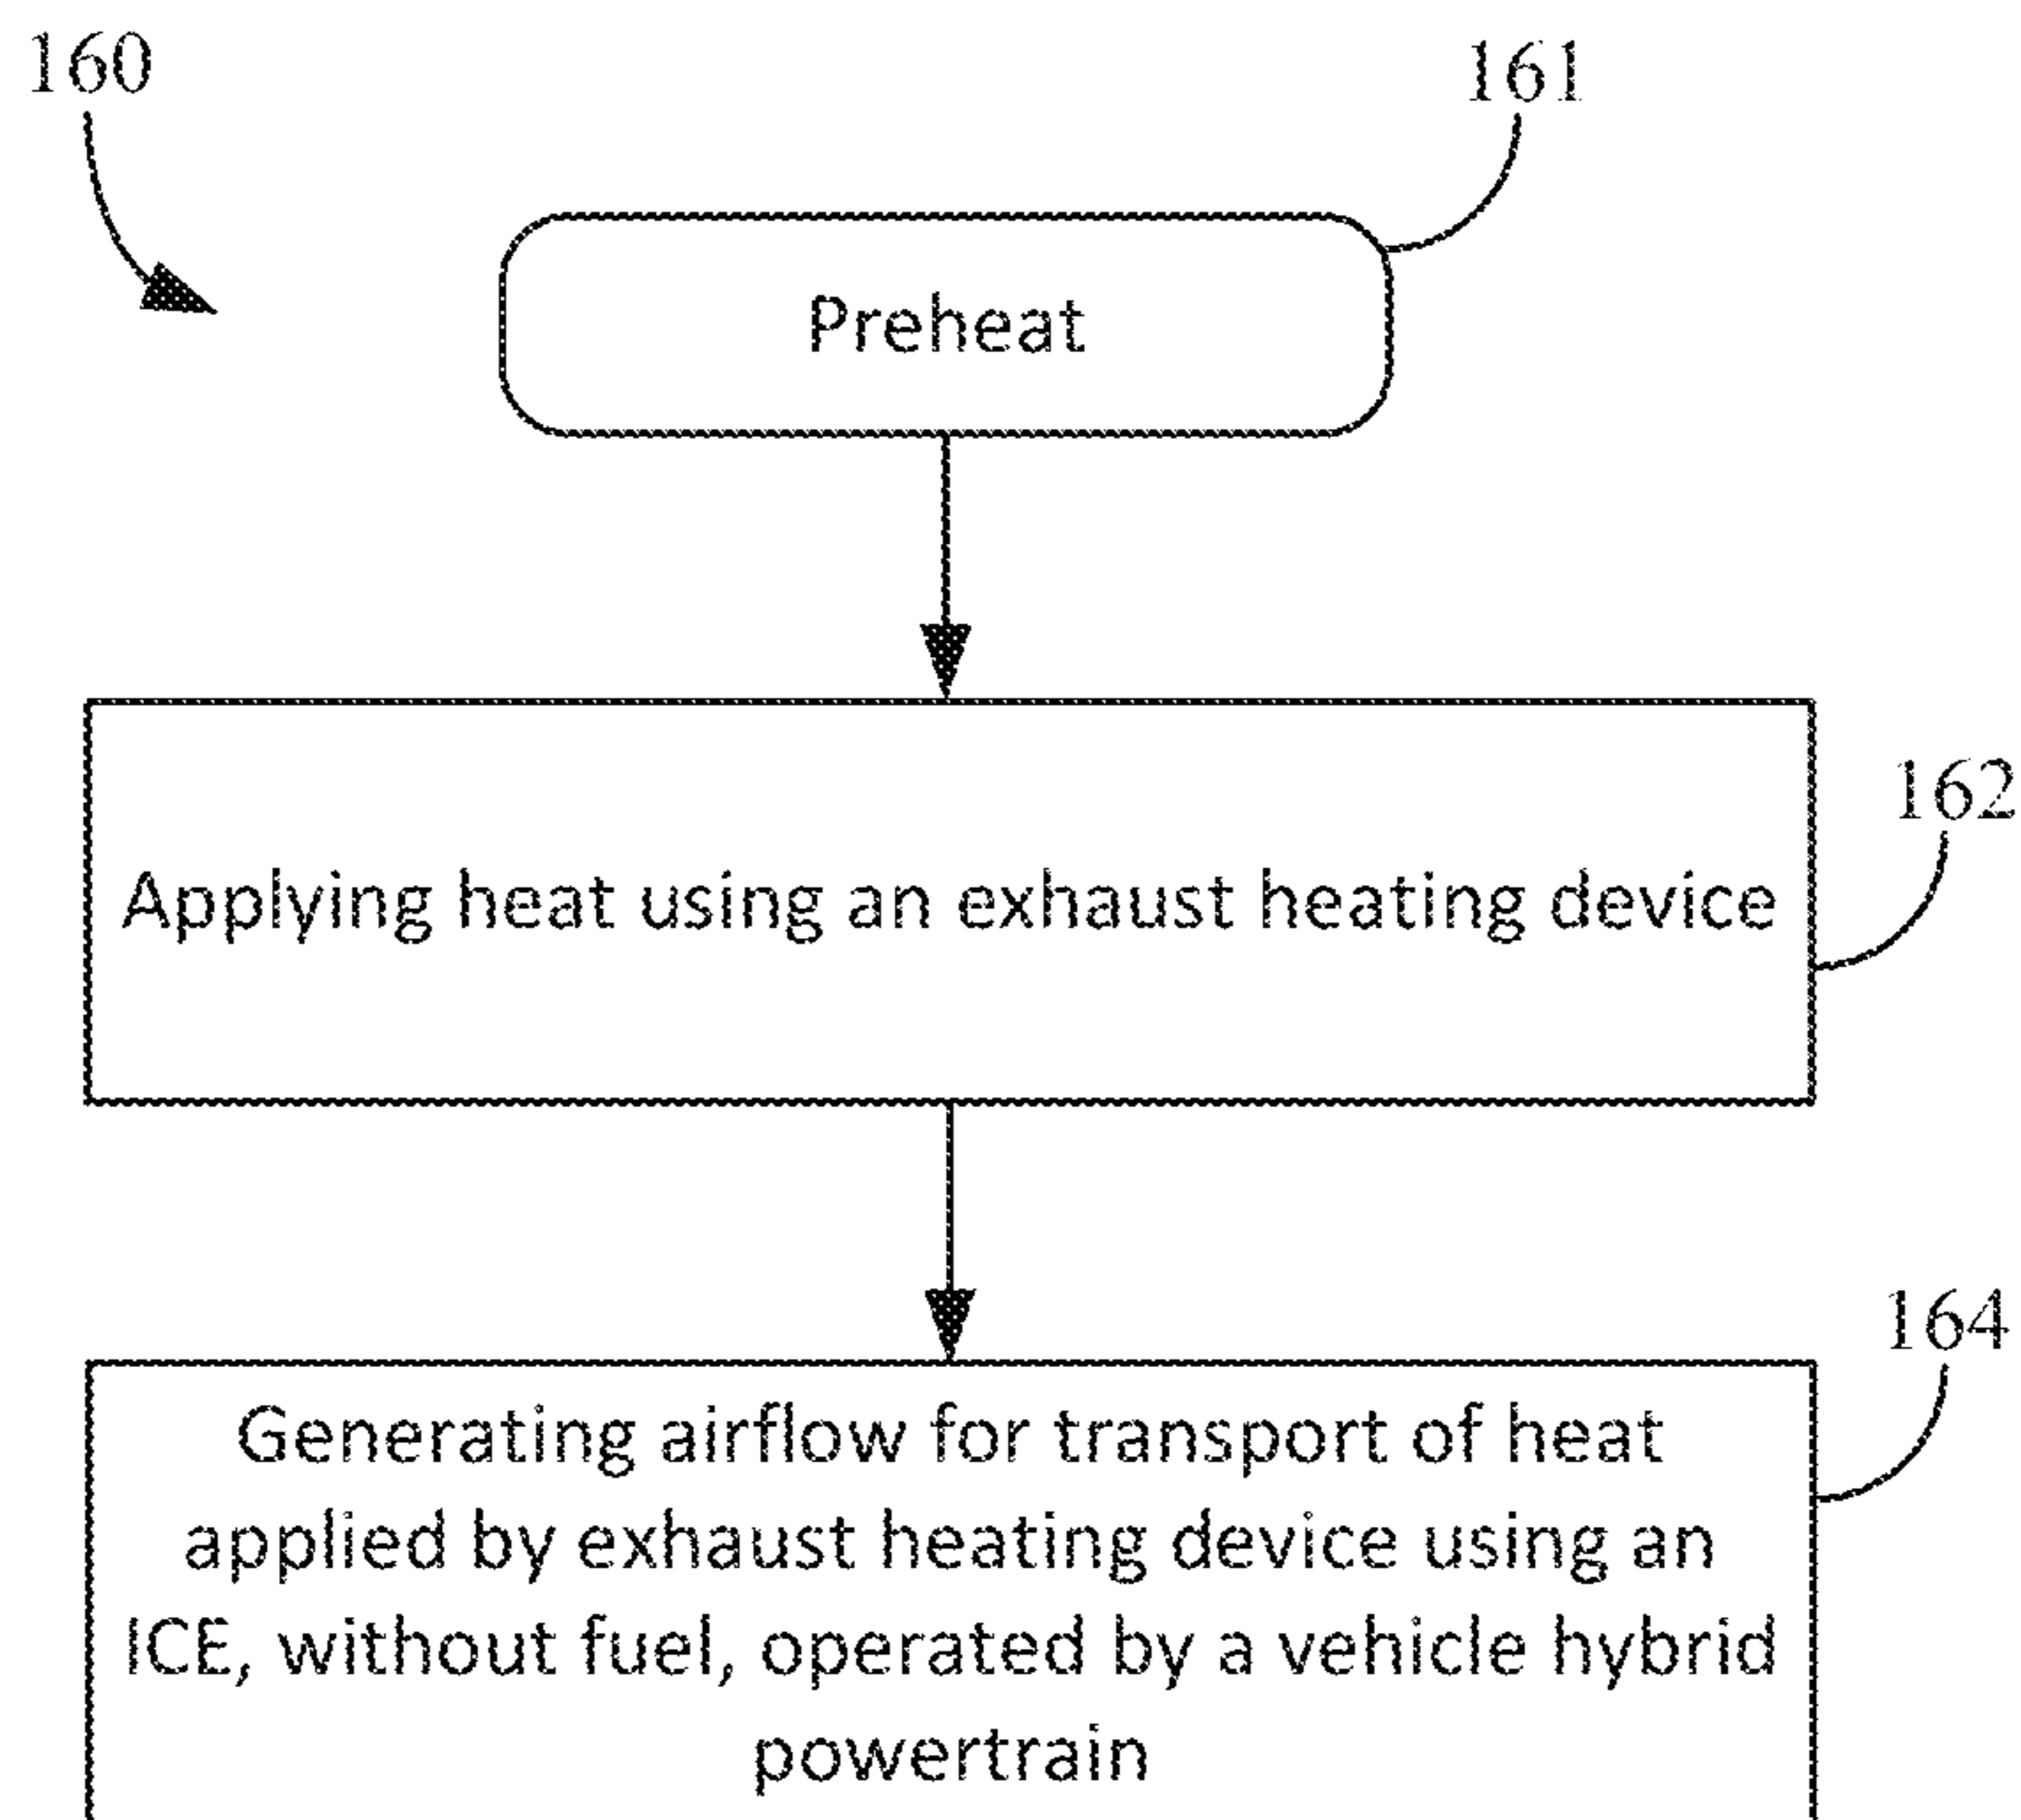 160
161
Preheat
162
Applying heat using an exhaust heating device
164
Generating airflow for transport of heat
applied by exhaust heating device using an
ICE, without fuel, operated by a vehicle hybrid
powertrain